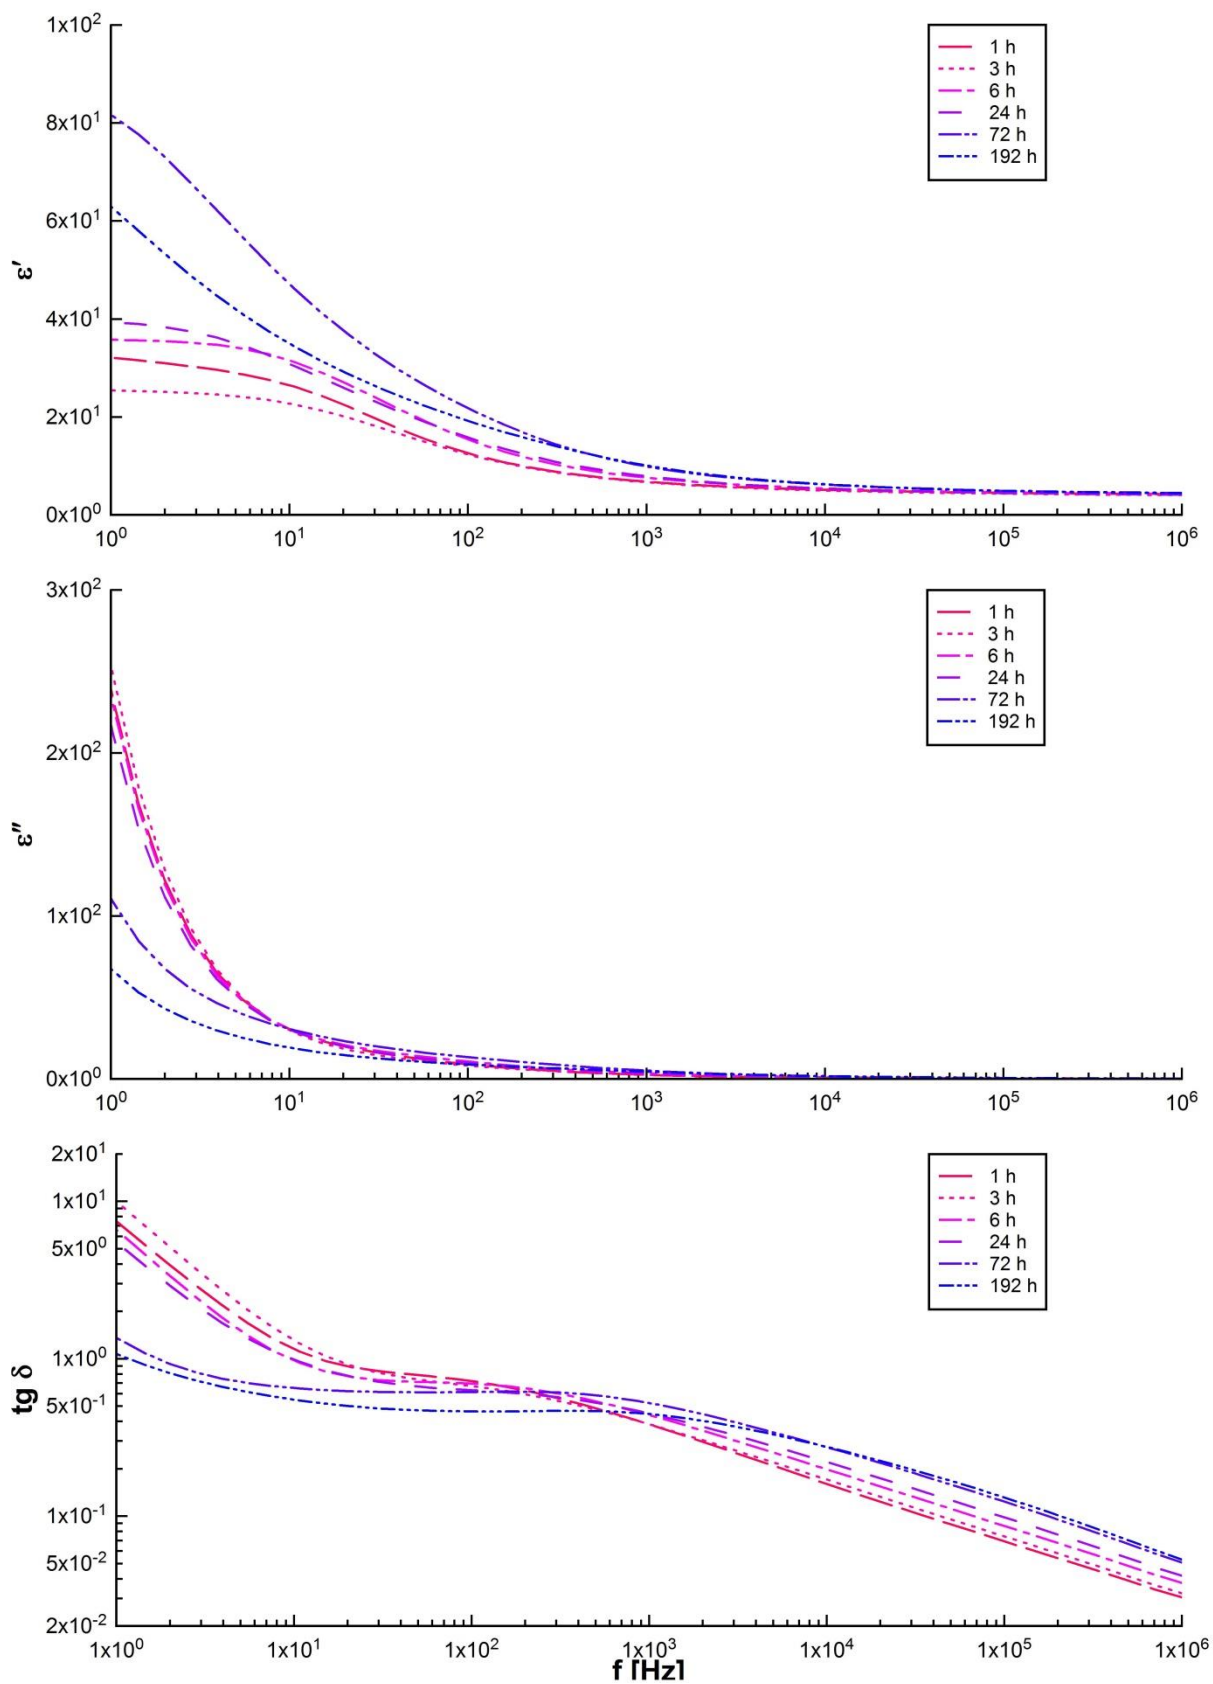 1x10²
8x10¹
6x10¹
4x10¹
2x10¹
0x10⁰
ε′
10⁰ 10¹ 10² 10³ 10⁴ 10⁵ 10⁶
1 h
3 h
6 h
24 h
72 h
192 h
3x10²
2x10²
1x10²
0x10⁰
ε″
10⁰ 10¹ 10² 10³ 10⁴ 10⁵ 10⁶
1 h
3 h
6 h
24 h
72 h
192 h
2x10¹
1x10¹
5x10⁰
1x10⁰
5x10⁻¹
1x10⁻¹
5x10⁻²
2x10⁻²
tg δ
1x10⁰ 1x10¹ 1x10² 1x10³ 1x10⁴ 1x10⁵ 1x10⁶
f [Hz]
1 h
3 h
6 h
24 h
72 h
192 h